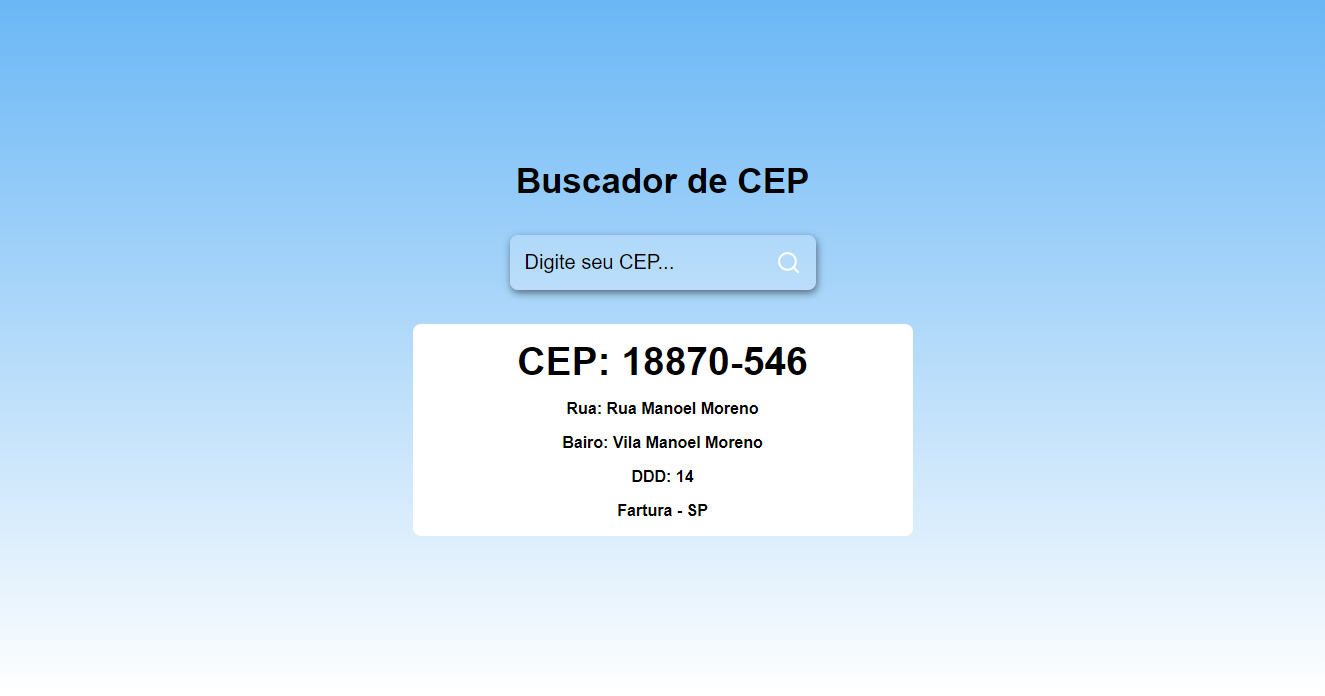 Buscador de CEP
Digite seu CEP...
CEP: 18870-546
Rua: Rua Manoel Moreno
Bairo: Vila Manoel Moreno
DDD: 14
Fartura - SP